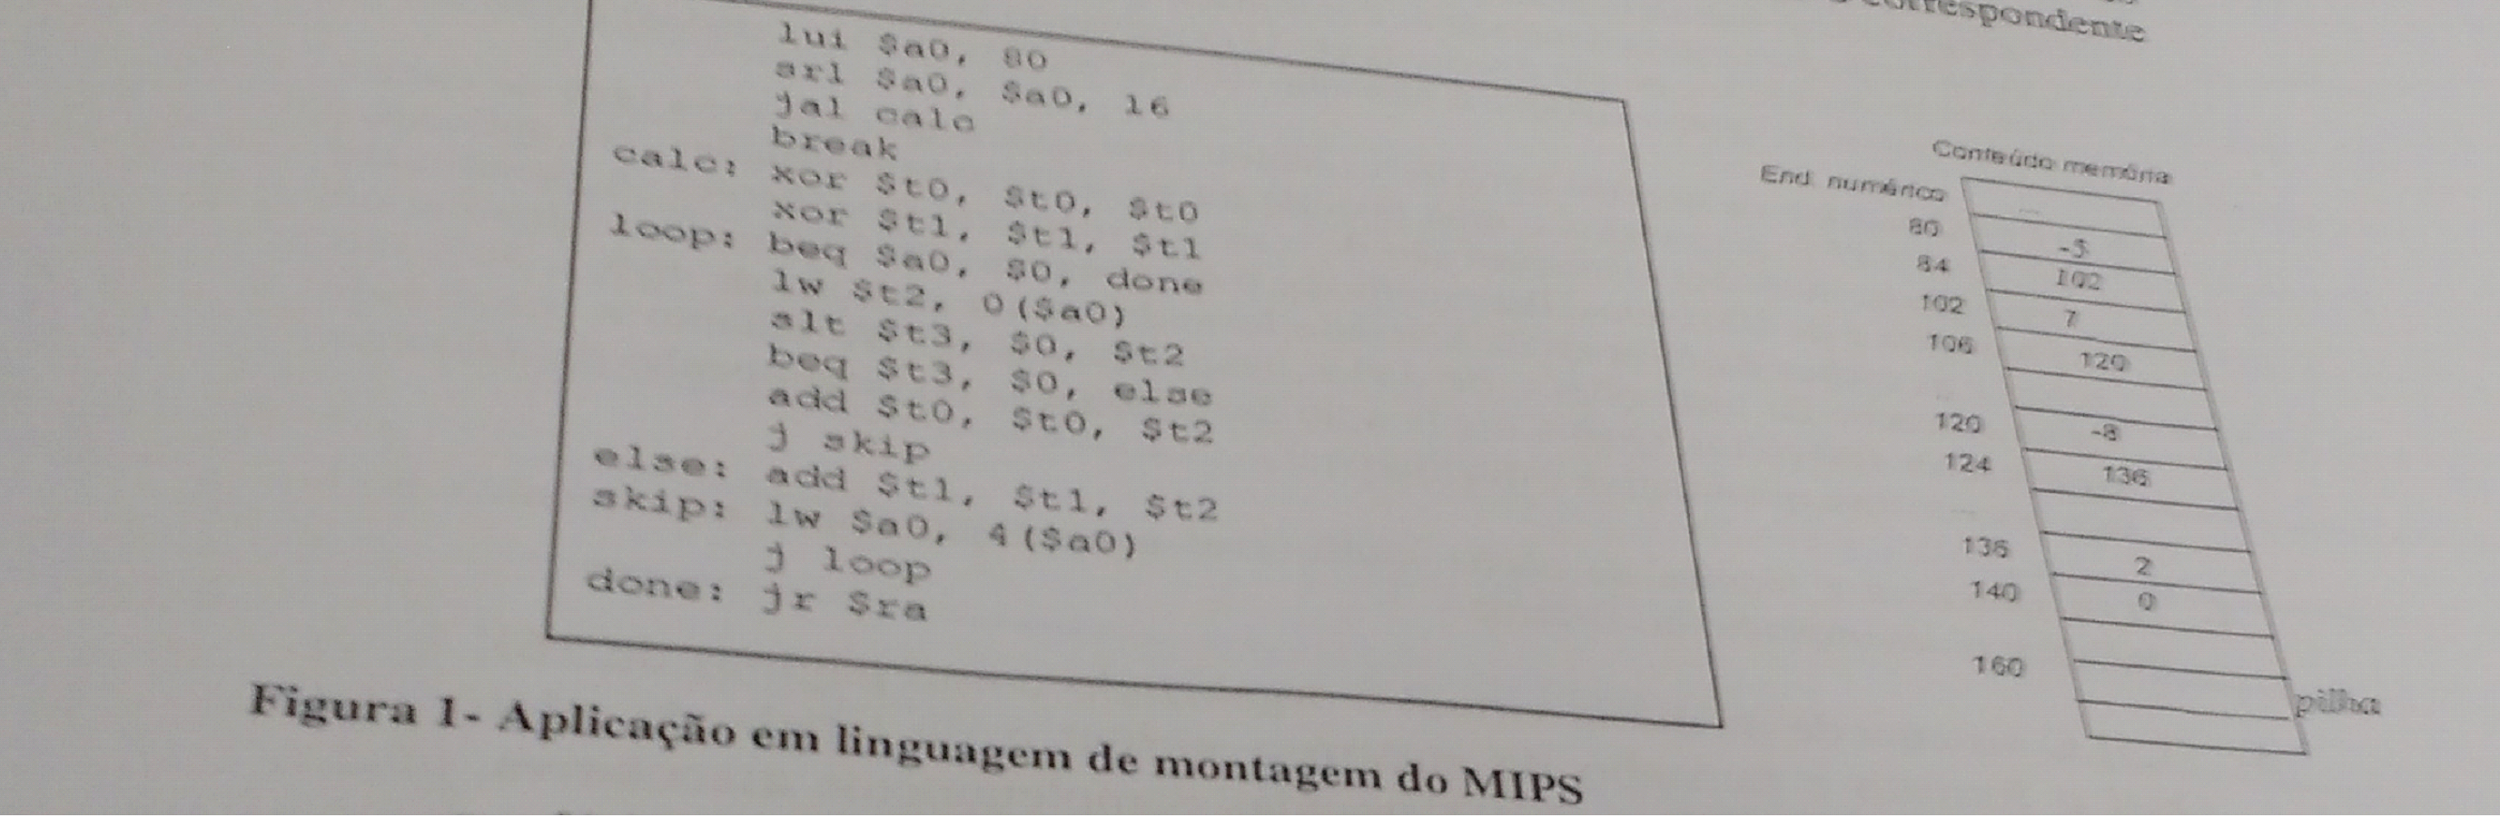 correspondente
lui $a0, 80
srl $a0, $a0, 16
jal calc
break
calc: xor $t0, $t0, $t0
xor $t1, $t1, $t1
loop: beq $a0, $0, done
lw $t2, 0($a0)
slt $t3, $0, $t2
beq $t3, $0, else
add $t0, $t0, $t2
j skip
else: add $t1, $t1, $t2
skip: lw $a0, 4($a0)
j loop
done: jr $ra
Conteúdo memória
End. numérico
...
80 -5
84 102
102 7
106 120
...
120 -8
124 136
...
136 2
140 0
160
pilha
Figura 1- Aplicação em linguagem de montagem do MIPS